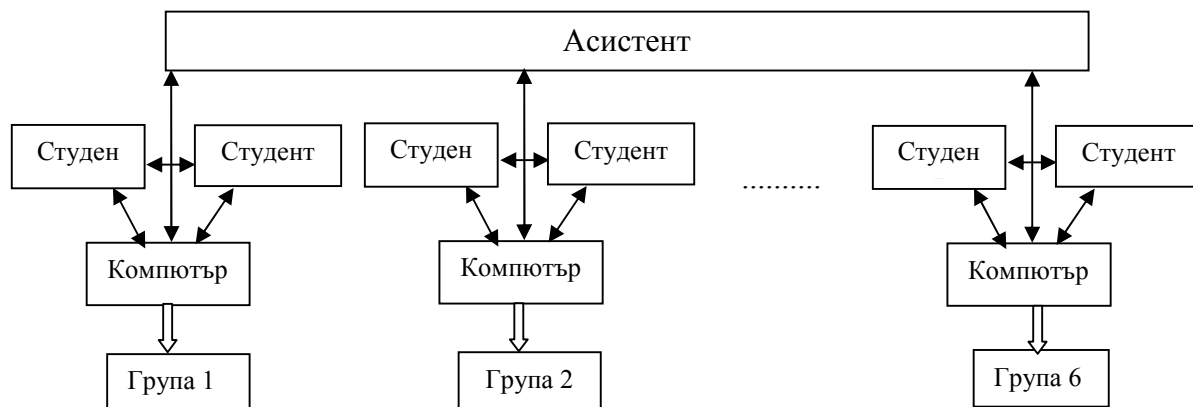 Асистент
Студен
Студент
Студен
Студент
Студен
Студент
..........
Компютър
Компютър
Компютър
Група 1
Група 2
Група 6